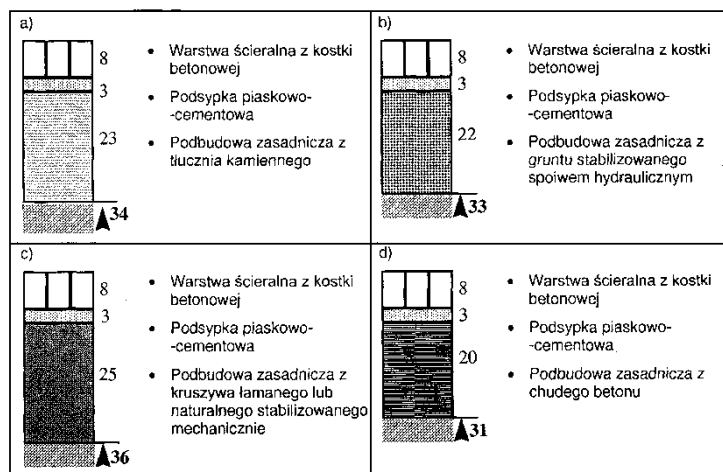 a)
8
3
23
34
• Warstwa ścieralna z kostki
betonowej
• Podsypka piaskowo-
-cementowa
• Podbudowa zasadnicza z
tłucznia kamiennego
b)
8
3
22
33
• Warstwa ścieralna z kostki
betonowej
• Podsypka piaskowo-
-cementowa
• Podbudowa zasadnicza z
gruntu stabilizowanego
spoiwem hydraulicznym
c)
8
3
25
36
• Warstwa ścieralna z kostki
betonowej
• Podsypka piaskowo-
-cementowa
• Podbudowa zasadnicza z
kruszywa łamanego lub
naturalnego stabilizowanego
mechanicznie
d)
8
3
20
31
• Warstwa ścieralna z kostki
betonowej
• Podsypka piaskowo-
-cementowa
• Podbudowa zasadnicza z
chudego betonu